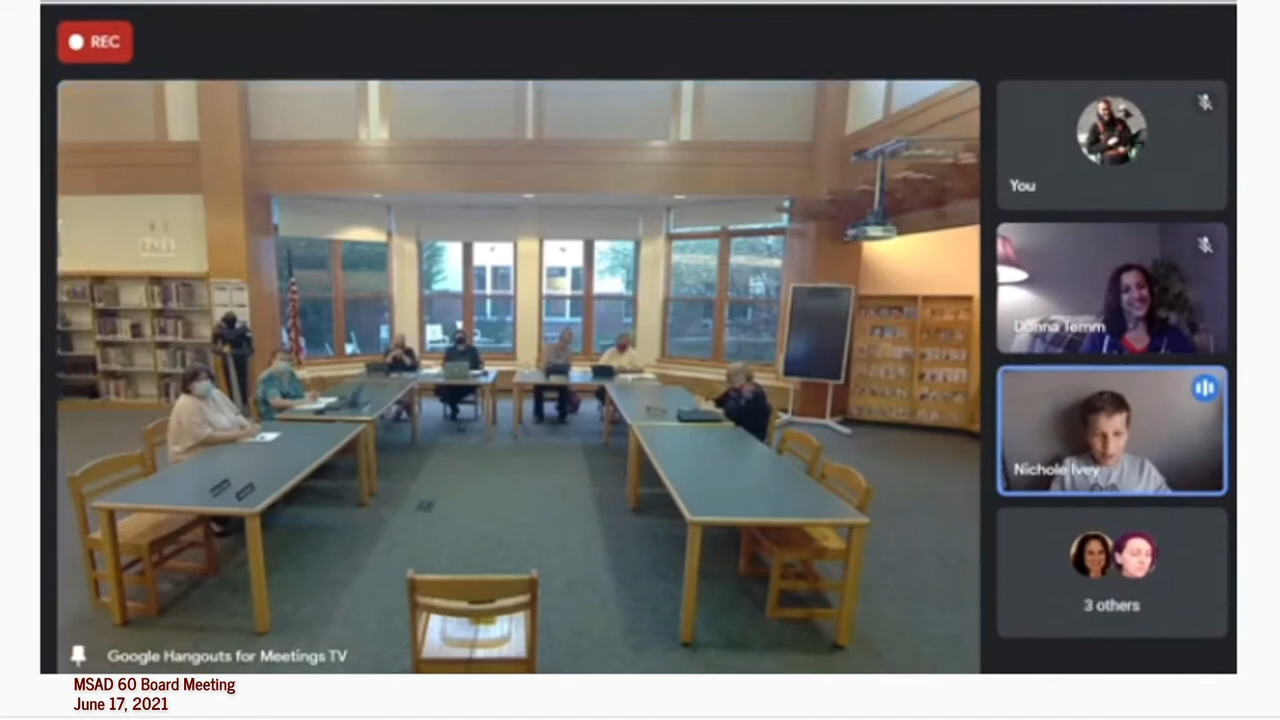 REC
You
Donna Temm
Nichole Ivey
3 others
Google Hangouts for Meetings TV
MSAD 60 Board Meeting
June 17, 2021